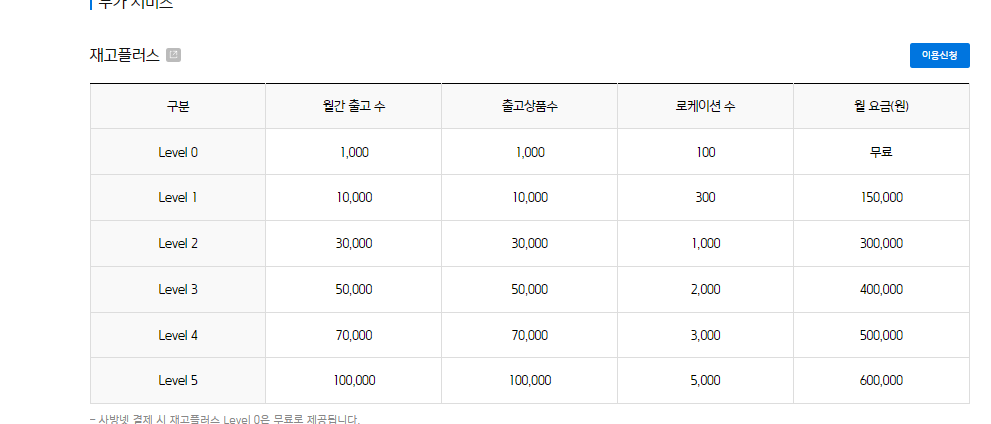 부가 서비스
재고플러스
이용신청
구분 월간 출고 수 출고상품수 로케이션 수 월 요금(원)
Level 0 1,000 1,000 100 무료
Level 1 10,000 10,000 300 150,000
Level 2 30,000 30,000 1,000 300,000
Level 3 50,000 50,000 2,000 400,000
Level 4 70,000 70,000 3,000 500,000
Level 5 100,000 100,000 5,000 600,000
- 사방넷 결제 시 재고플러스 Level 0은 무료로 제공됩니다.